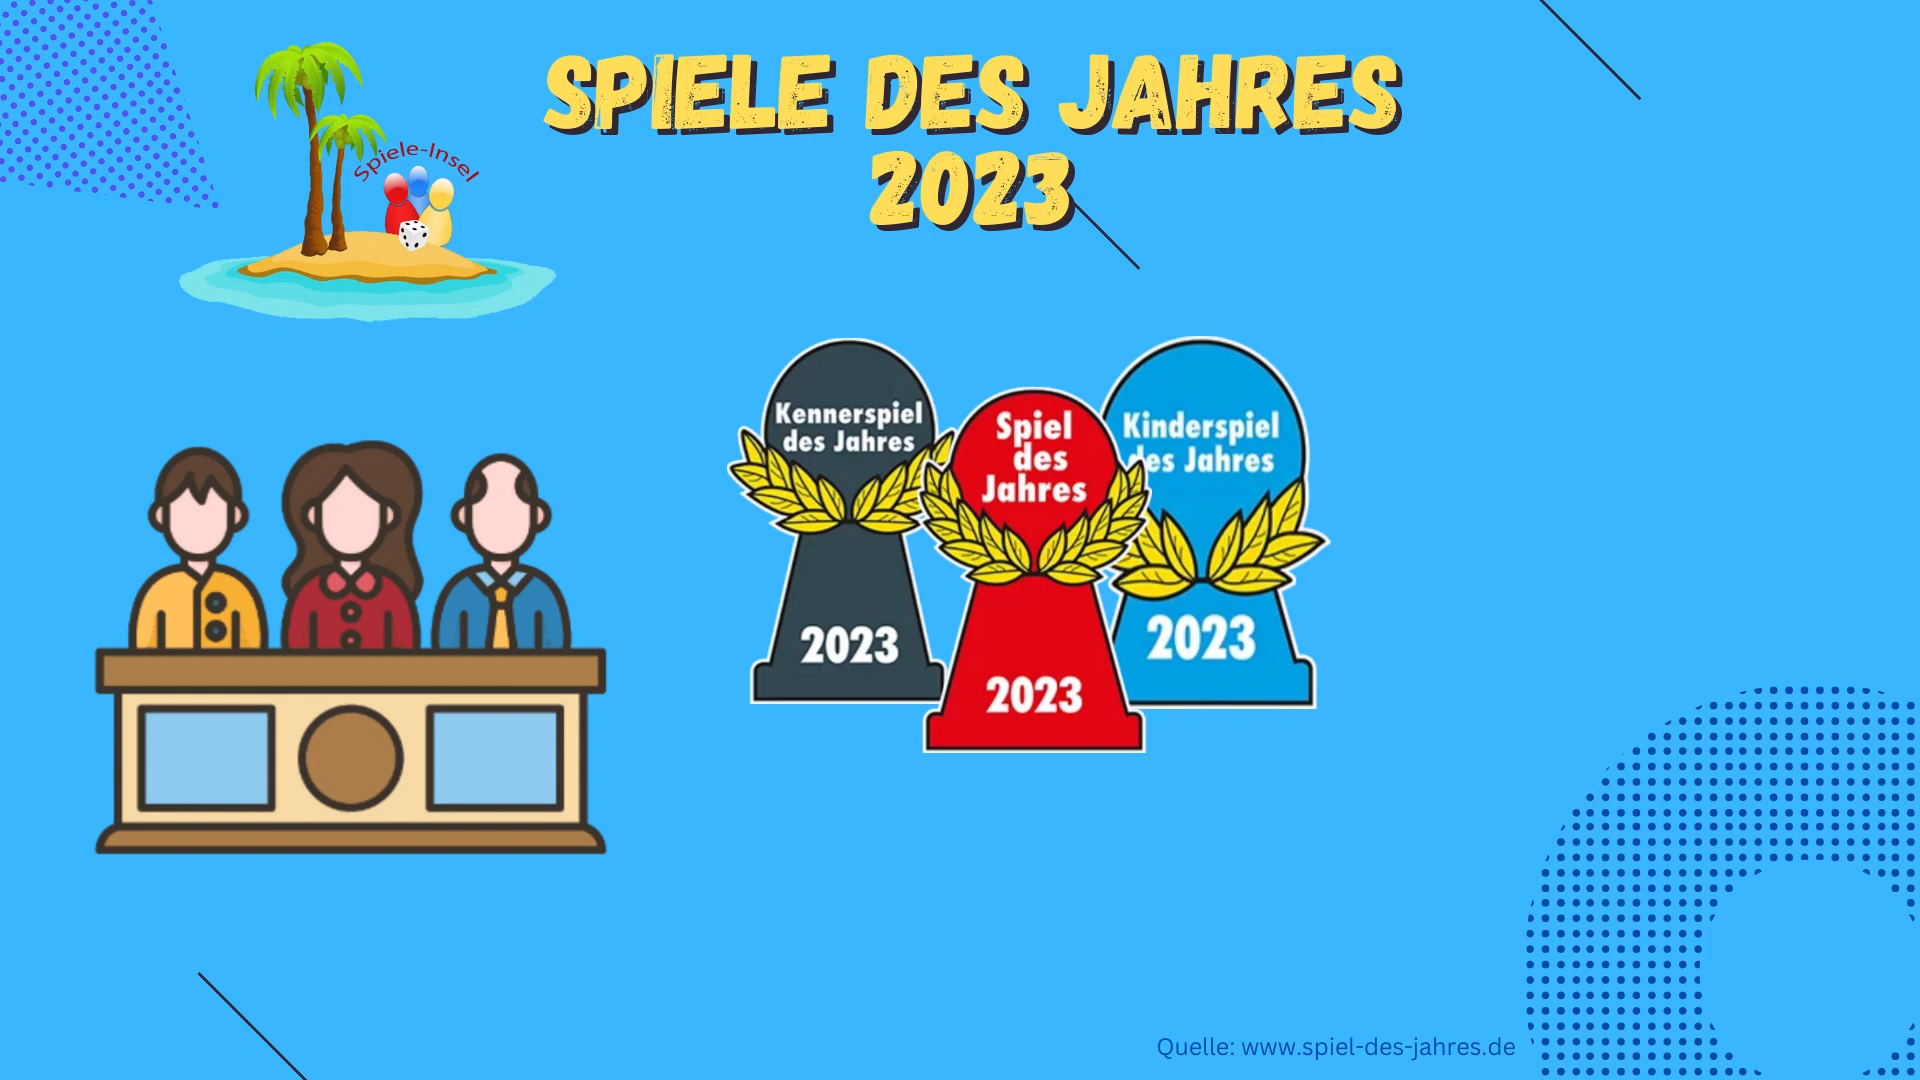 SPIELE DES JAHRES
2023
Spiele-Insel
Kennerspiel
des Jahres
2023
Spiel
des
Jahres
2023
Kinderspiel
des Jahres
2023
Quelle: www.spiel-des-jahres.de